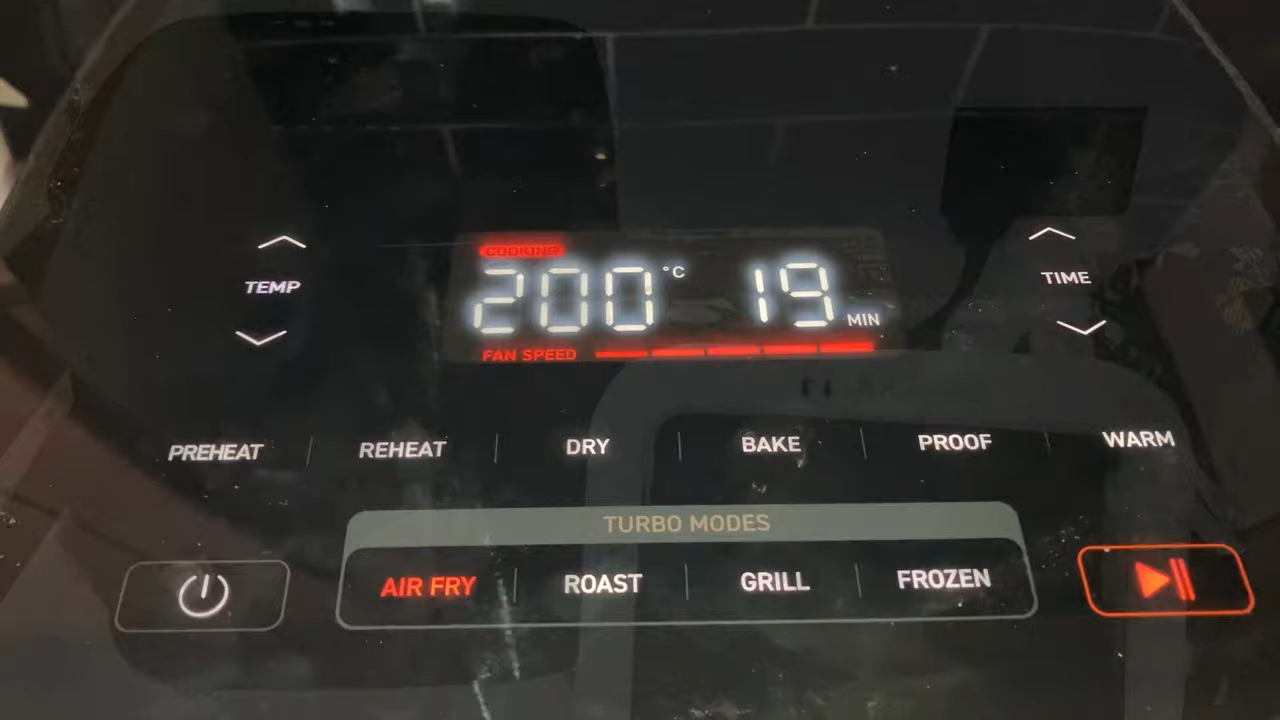 COOKING
TEMP
200 °C 19 MIN
TIME
FAN SPEED
PREHEAT REHEAT DRY BAKE PROOF WARM
TURBO MODES
AIR FRY ROAST GRILL FROZEN